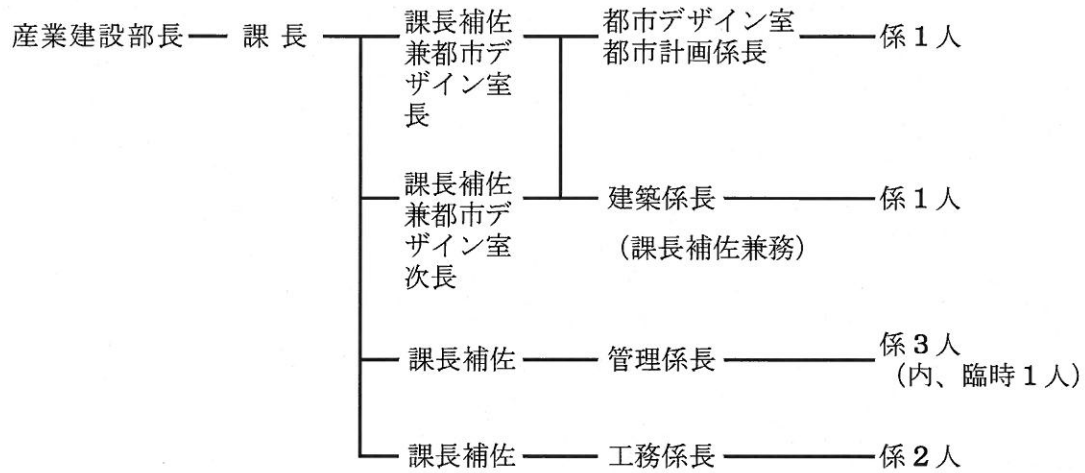 産業建設部長
課長
課長補佐
兼都市デ
ザイン室
長
都市デザイン室
都市計画係長
係1人
課長補佐
兼都市デ
ザイン室
次長
建築係長
(課長補佐兼務)
係1人
課長補佐
管理係長
係3人
(内、臨時1人)
課長補佐
工務係長
係2人